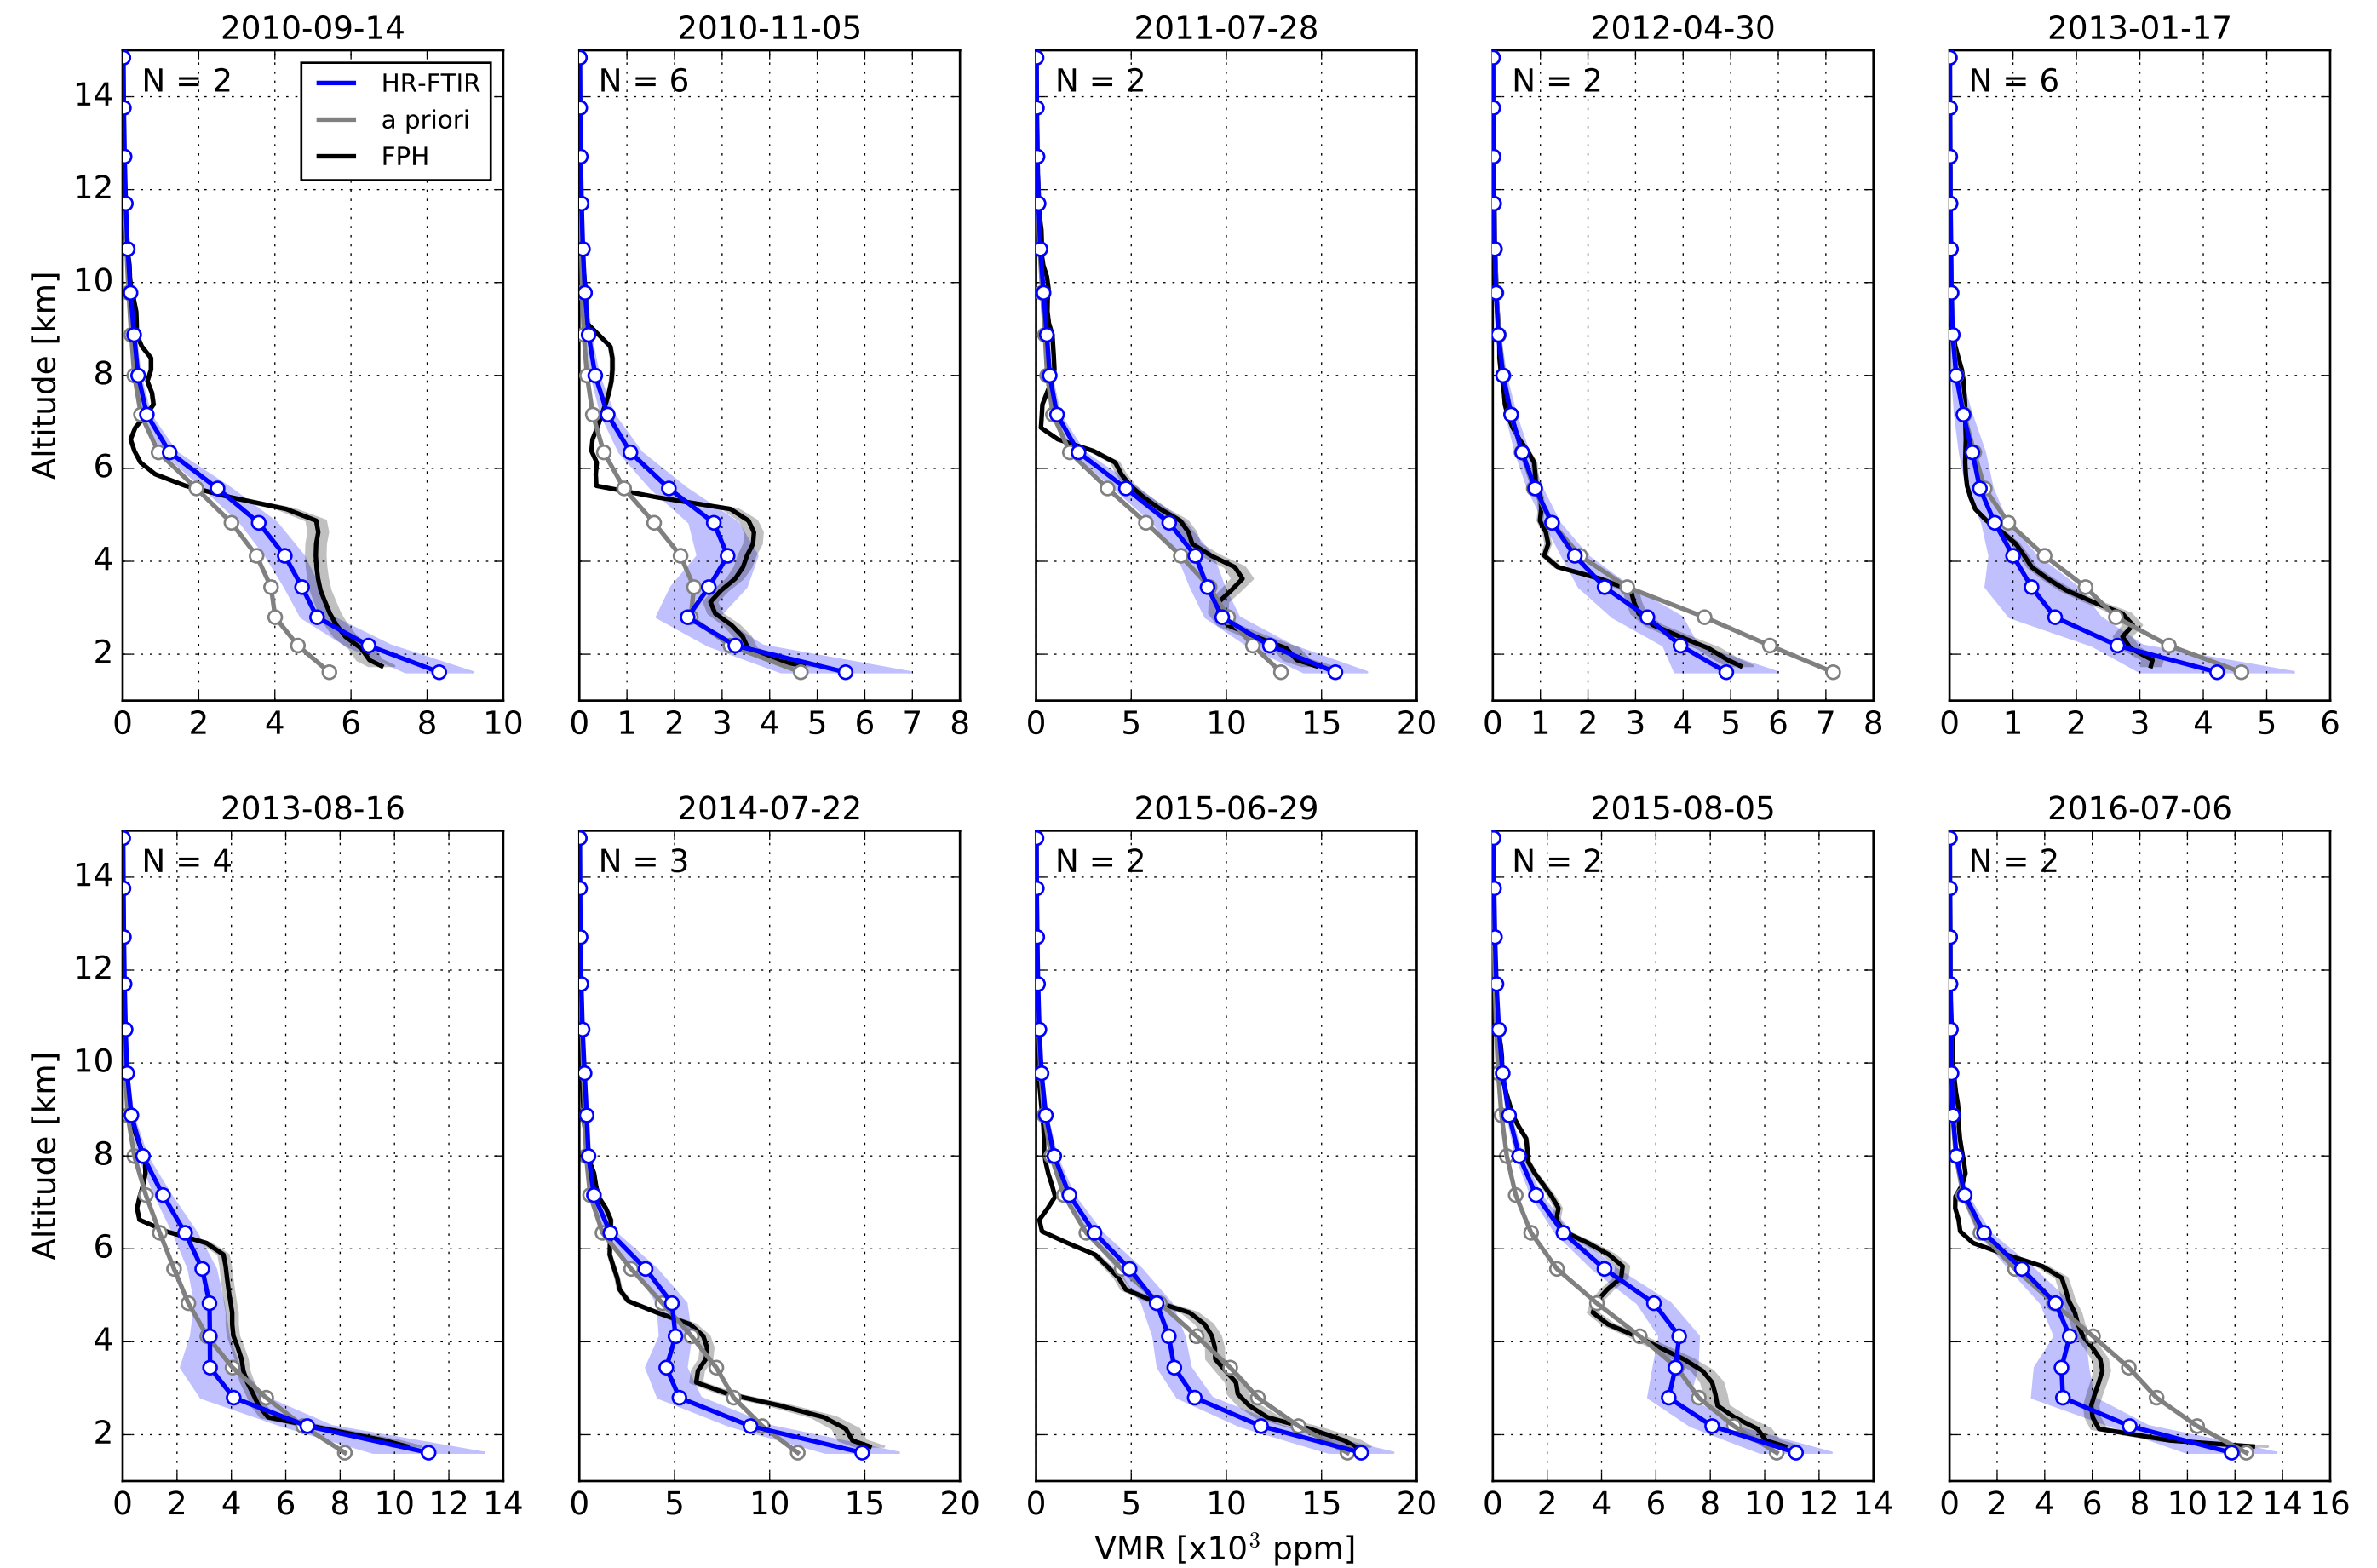 2010-09-14 2010-11-05 2011-07-28 2012-04-30 2013-01-17
N = 2 N = 6 N = 2 N = 2 N = 6
HR-FTIR
a priori
FPH
Altitude [km]
14
12
10
8
6
4
2
0 2 4 6 8 10
0 1 2 3 4 5 6 7 8
0 5 10 15 20
0 1 2 3 4 5 6 7 8
0 1 2 3 4 5 6
2013-08-16 2014-07-22 2015-06-29 2015-08-05 2016-07-06
N = 4 N = 3 N = 2 N = 2 N = 2
Altitude [km]
14
12
10
8
6
4
2
0 2 4 6 8 10 12 14
0 5 10 15 20
0 5 10 15 20
0 2 4 6 8 10 12 14
0 2 4 6 8 10 12 14 16
VMR [x10³ ppm]